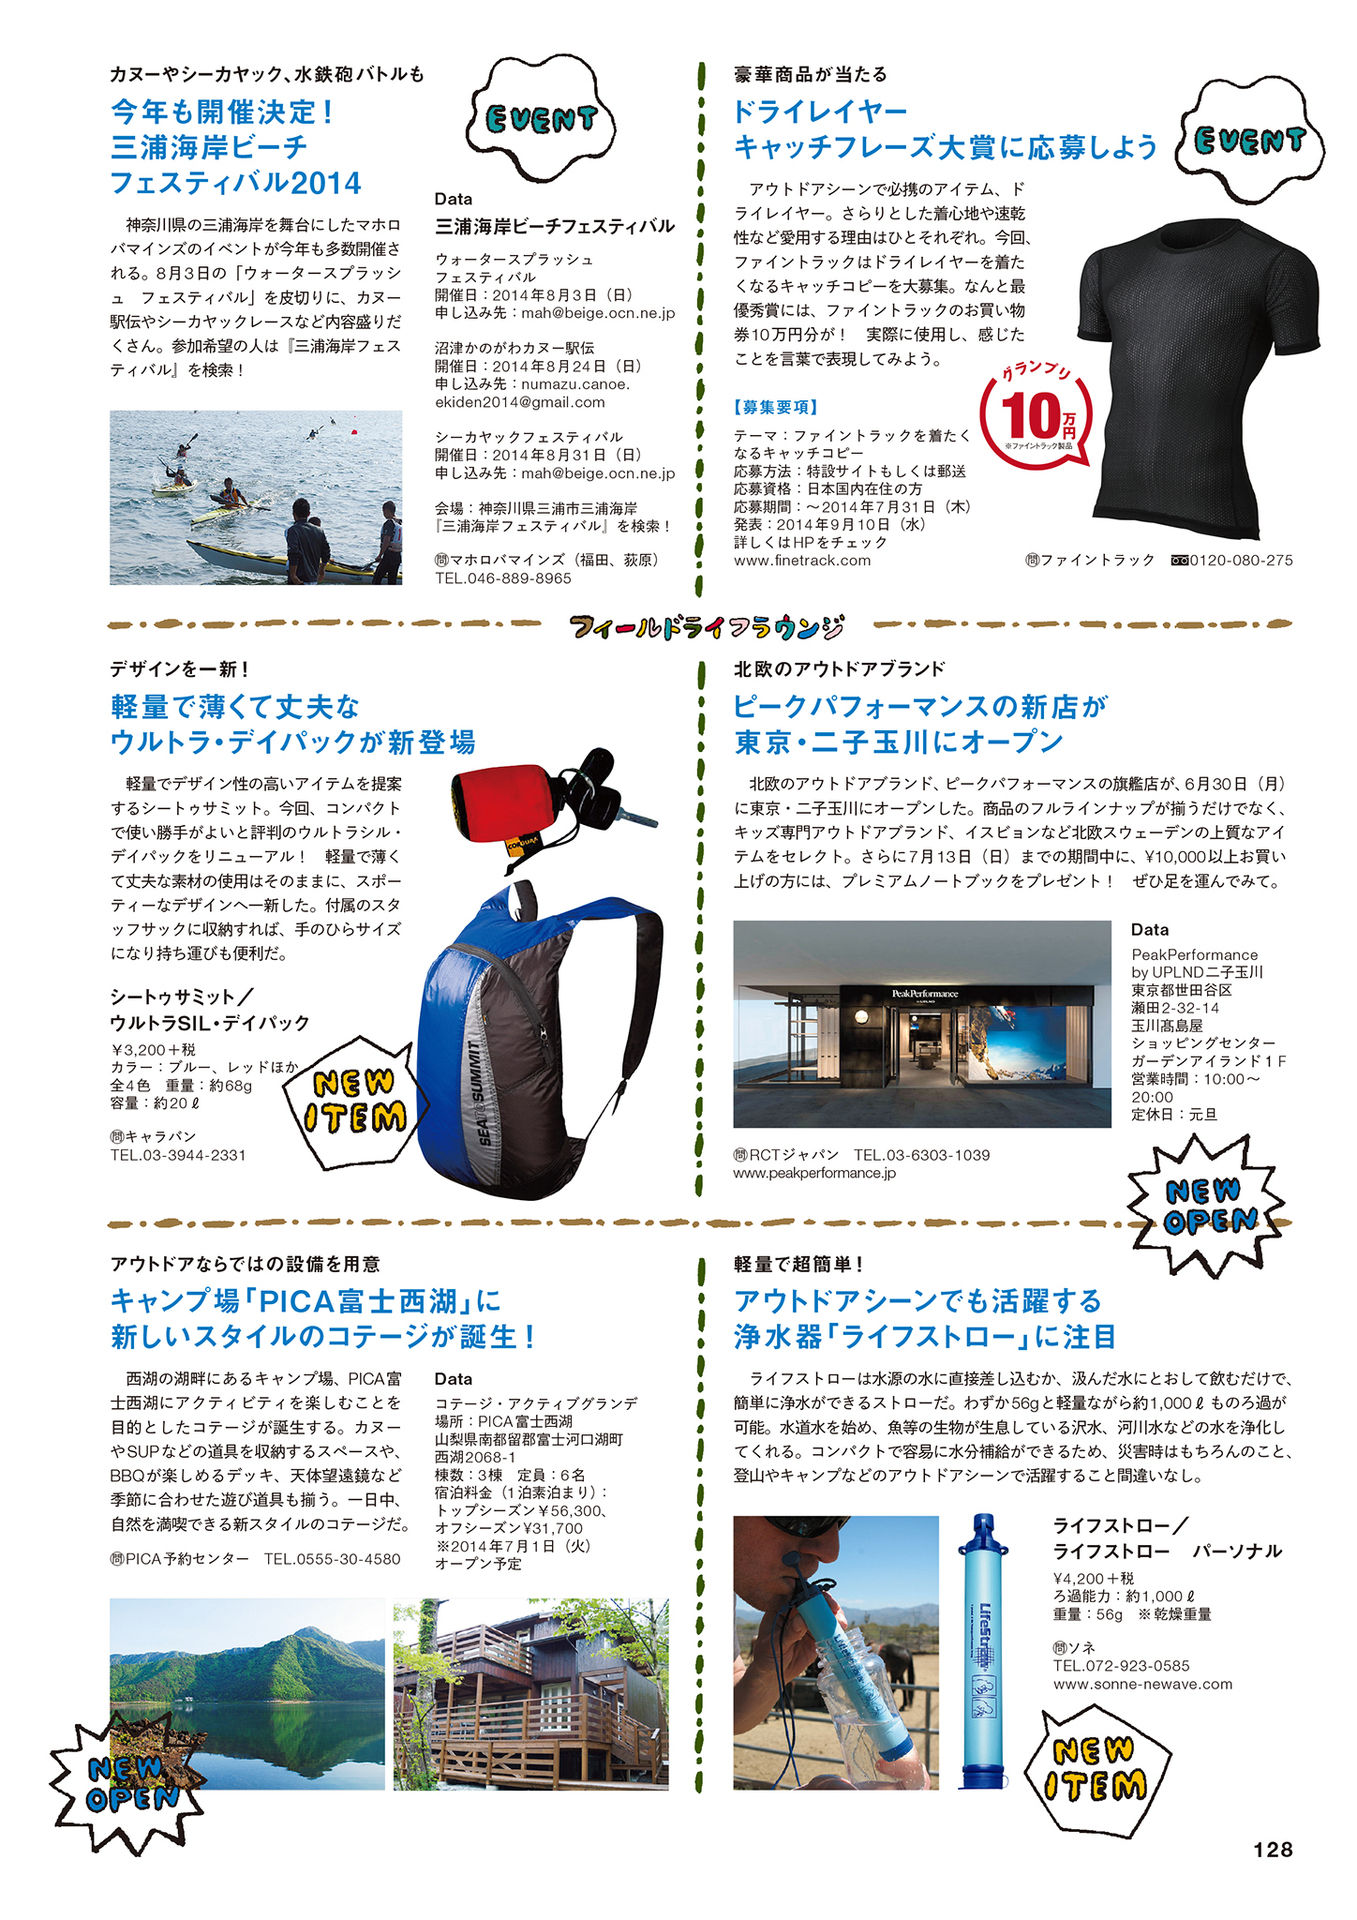 カヌーやシーカヤック、水鉄砲バトルも
今年も開催決定！
三浦海岸ビーチ
フェスティバル2014
EVENT
神奈川県の三浦海岸を舞台にしたマホロ
バマインズのイベントが今年も多数開催さ
れる。8月3日の「ウォータースプラッシ
ュ　フェスティバル」を皮切りに、カヌー
駅伝やシーカヤックレースなど内容盛りだ
くさん。参加希望の人は『三浦海岸フェス
ティバル』を検索！
Data
三浦海岸ビーチフェスティバル
ウォータースプラッシュ
フェスティバル
開催日：2014年8月3日（日）
申し込み先：mah@beige.ocn.ne.jp
沼津かのがわカヌー駅伝
開催日：2014年8月24日（日）
申し込み先：numazu.canoe.
ekiden2014@gmail.com
シーカヤックフェスティバル
開催日：2014年8月31日（日）
申し込み先：mah@beige.ocn.ne.jp
会場：神奈川県三浦市三浦海岸
『三浦海岸フェスティバル』を検索！
㉄マホロバマインズ（福田、荻原）
TEL.046-889-8965
豪華商品が当たる
ドライレイヤー
キャッチフレーズ大賞に応募しよう
EVENT
アウトドアシーンで必携のアイテム、ド
ライレイヤー。さらりとした着心地や速乾
性など愛用する理由はひとそれぞれ。今回、
ファイントラックはドライレイヤーを着た
くなるキャッチコピーを大募集。なんと最
優秀賞には、ファイントラックのお買い物
券10万円分が！　実際に使用し、感じた
ことを言葉で表現してみよう。
グランプリ
10万円
※ファイントラック製品
【募集要項】
テーマ：ファイントラックを着たく
なるキャッチコピー
応募方法：特設サイトもしくは郵送
応募資格：日本国内在住の方
応募期間：～2014年7月31日（木）
発表：2014年9月10日（水）
詳しくはHPをチェック
www.finetrack.com
㉄ファイントラック　0120-080-275
フィールドライフラウンジ
デザインを一新！
軽量で薄くて丈夫な
ウルトラ・デイパックが新登場
軽量でデザイン性の高いアイテムを提案
するシートゥサミット。今回、コンパクト
で使い勝手がよいと評判のウルトラシル・
デイパックをリニューアル！　軽量で薄く
て丈夫な素材の使用はそのままに、スポー
ティーなデザインへ一新した。付属のスタ
ッフサックに収納すれば、手のひらサイズ
になり持ち運びも便利だ。
シートゥサミット／
ウルトラSIL・デイパック
￥3,200＋税
カラー：ブルー、レッドほか
全4色　重量：約68g
容量：約20ℓ
㉄キャラバン
TEL.03-3944-2331
NEW
ITEM
CORDURA
SEA TO SUMMIT
北欧のアウトドアブランド
ピークパフォーマンスの新店が
東京・二子玉川にオープン
北欧のアウトドアブランド、ピークパフォーマンスの旗艦店が、6月30日（月）
に東京・二子玉川にオープンした。商品のフルラインナップが揃うだけでなく、
キッズ専門アウトドアブランド、イスビョンなど北欧スウェーデンの上質なアイ
テムをセレクト。さらに7月13日（日）までの期間中に、¥10,000以上お買い
上げの方には、プレミアムノートブックをプレゼント！　ぜひ足を運んでみて。
PeakPerformance
Data
PeakPerformance
by UPLND二子玉川
東京都世田谷区
瀬田2-32-14
玉川髙島屋
ショッピングセンター
ガーデンアイランド1F
営業時間：10:00～
20:00
定休日：元旦
㉄RCTジャパン　TEL.03-6303-1039
www.peakperformance.jp
NEW
OPEN
アウトドアならではの設備を用意
キャンプ場「PICA富士西湖」に
新しいスタイルのコテージが誕生！
西湖の湖畔にあるキャンプ場、PICA富
士西湖にアクティビティを楽しむことを
目的としたコテージが誕生する。カヌー
やSUPなどの道具を収納するスペースや、
BBQが楽しめるデッキ、天体望遠鏡など
季節に合わせた遊び道具も揃う。一日中、
自然を満喫できる新スタイルのコテージだ。
㉄PICA予約センター　TEL.0555-30-4580
Data
コテージ・アクティブグランデ
場所：PICA富士西湖
山梨県南都留郡富士河口湖町
西湖2068-1
棟数：3棟　定員：6名
宿泊料金（1泊素泊まり）：
トップシーズン￥56,300、
オフシーズン¥31,700
※2014年7月1日（火）
オープン予定
NEW
OPEN
軽量で超簡単！
アウトドアシーンでも活躍する
浄水器「ライフストロー」に注目
ライフストローは水源の水に直接差し込むか、汲んだ水にとおして飲むだけで、
簡単に浄水ができるストローだ。わずか56gと軽量ながら約1,000ℓものろ過が
可能。水道水を始め、魚等の生物が生息している沢水、河川水などの水を浄化し
てくれる。コンパクトで容易に水分補給ができるため、災害時はもちろんのこと、
登山やキャンプなどのアウトドアシーンで活躍すること間違いなし。
LifeStraw
ライフストロー／
ライフストロー　パーソナル
¥4,200＋税
ろ過能力：約1,000ℓ
重量：56g　※乾燥重量
㉄ソネ
TEL.072-923-0585
www.sonne-newave.com
NEW
ITEM
128